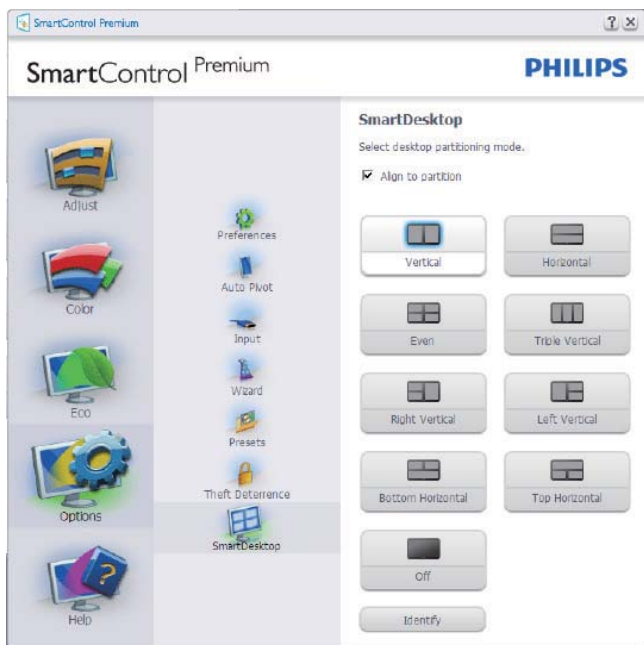 SmartControl Premium
SmartControl Premium
PHILIPS
Adjust
Color
Eco
Options
Help
Preferences
Auto Pivot
Input
Wizard
Presets
Theft Deterrence
SmartDesktop
SmartDesktop
Select desktop partitioning mode.
Align to partition
Vertical
Horizontal
Even
Triple Vertical
Right Vertical
Left Vertical
Bottom Horizontal
Top Horizontal
Off
Identify